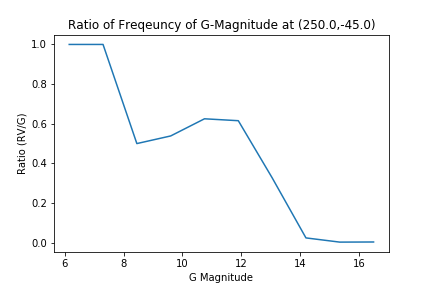 Ratio of Freqeuncy of G-Magnitude at (250.0,-45.0)
1.0
0.8
0.6
0.4
0.2
0.0
Ratio (RV/G)
6 8 10 12 14 16
G Magnitude